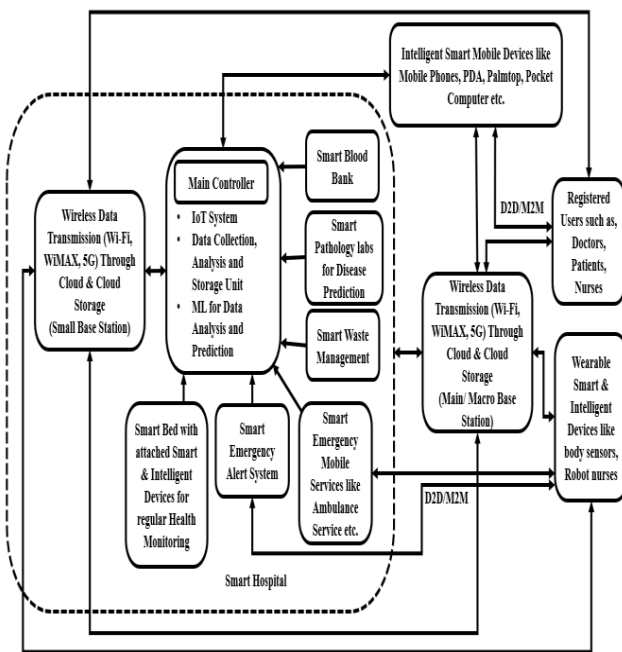 Intelligent Smart Mobile Devices like
Mobile Phones, PDA, Palmtop, Pocket
Computer etc.
Smart Blood
Bank
Main Controller
• IoT System
• Data Collection,
Analysis and
Storage Unit
• ML for Data
Analysis and
Prediction
Wireless Data
Transmission (Wi-Fi,
WiMAX, 5G) Through
Cloud & Cloud
Storage
(Small Base Station)
Smart
Pathology labs
for Disease
Prediction
Smart Waste
Management
D2D/M2M
Registered
Users such as,
Doctors,
Patients,
Nurses
Wireless Data
Transmission (Wi-Fi,
WiMAX, 5G) Through
Cloud & Cloud
Storage
(Main/ Macro Base
Station)
Wearable
Smart &
Intelligent
Devices like
body sensors,
Robot nurses
Smart Bed with
attached Smart
& Intelligent
Devices for
regular Health
Monitoring
Smart
Emergency
Alert System
Smart
Emergency
Mobile
Services like
Ambulance
Service etc.
D2D/M2M
Smart Hospital